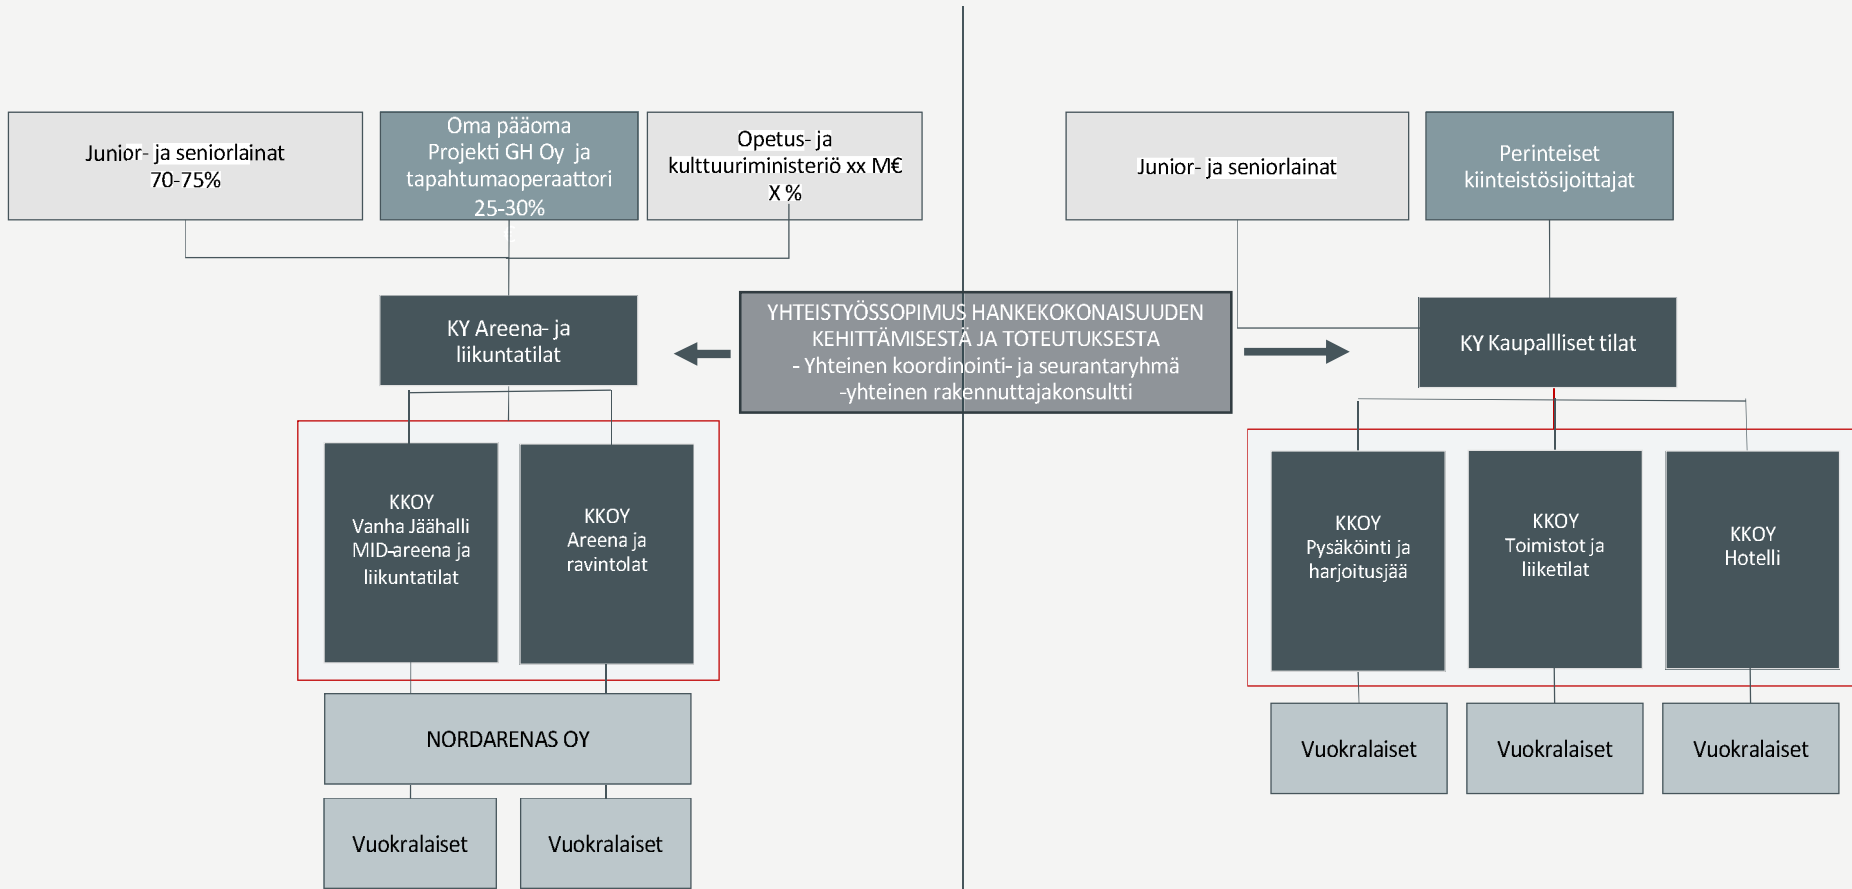 Junior- ja seniorlainat
70-75%
Oma pääoma
Projekti GH Oy ja
tapahtumaoperaattori
25-30%
Opetus- ja
kulttuuriministeriö xx M€
X %
Junior- ja seniorlainat
Perinteiset
kiinteistösijoittajat
KY Areena- ja
liikuntatilat
YHTEISTYÖSSOPIMUS HANKEKOKONAISUUDEN
KEHITTÄMISESTÄ JA TOTEUTUKSESTA
- Yhteinen koordinointi- ja seurantaryhmä
-yhteinen rakennuttajakonsultti
KY Kaupallliset tilat
KKOY
Vanha Jäähalli
MID-areena ja
liikuntatilat
KKOY
Areena ja
ravintolat
KKOY
Pysäköinti ja
harjoitusjää
KKOY
Toimistot ja
liiketilat
KKOY
Hotelli
NORDARENAS OY
Vuokralaiset
Vuokralaiset
Vuokralaiset
Vuokralaiset
Vuokralaiset